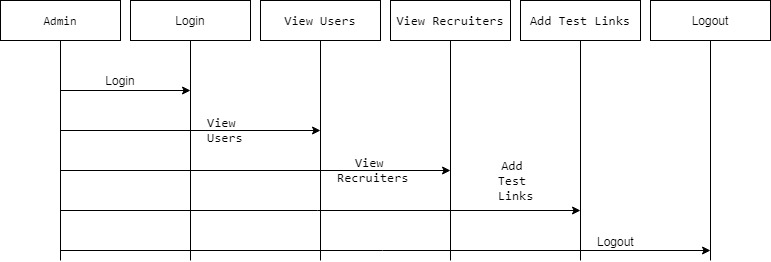 Admin
Login
View Users
View Recruiters
Add Test Links
Logout
Login
View
Users
View
Recruiters
Add
Test
Links
Logout